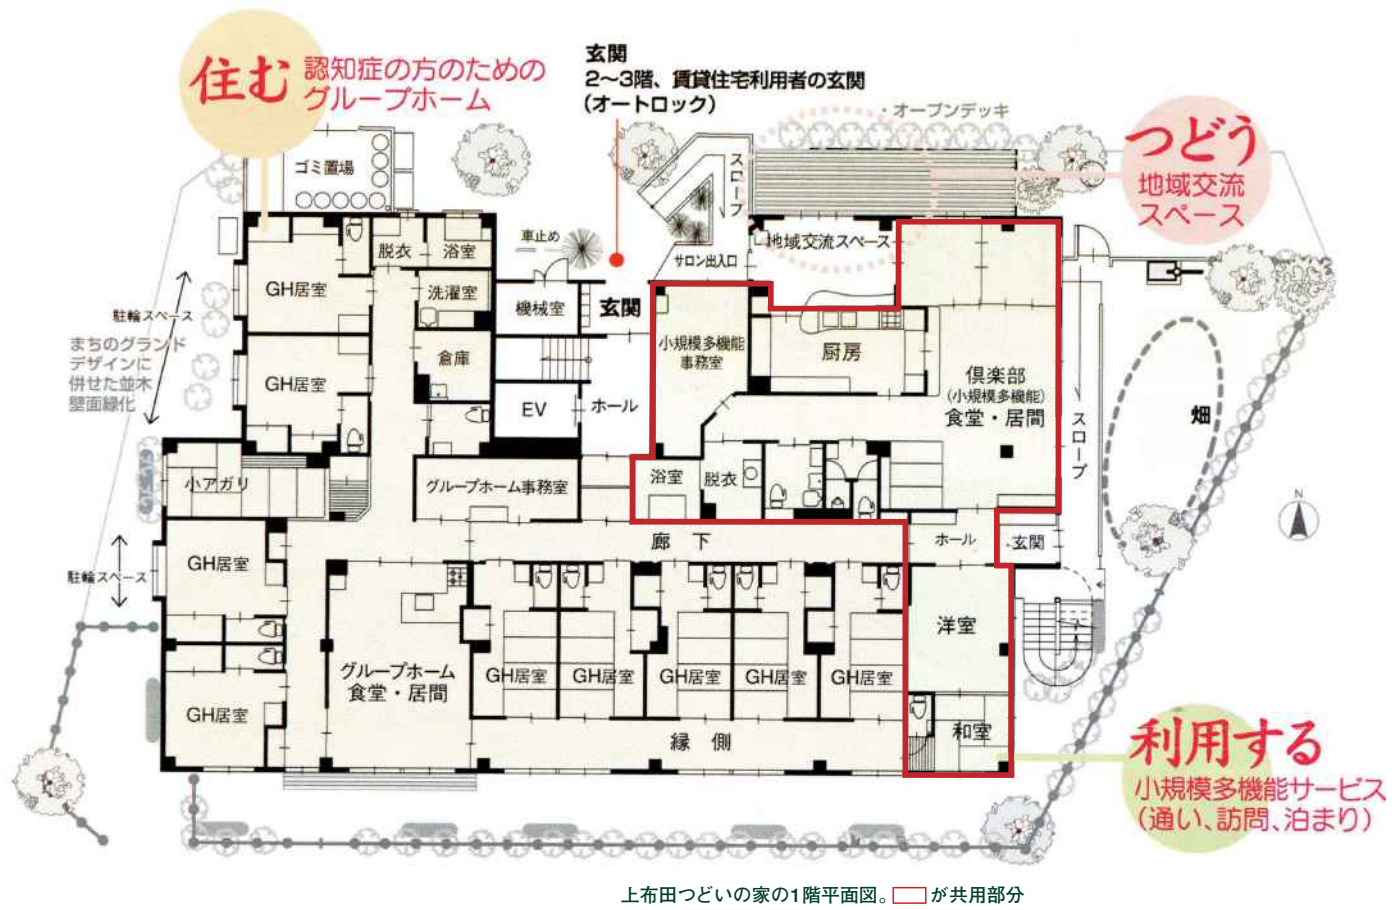 住む
認知症の方のための
グループホーム
玄関
2～3階、賃貸住宅利用者の玄関
（オートロック）
・オープンデッキ
つどう
地域交流
スペース
ゴミ置場
スロープ
車止め
サロン出入口
地域交流スペース
脱衣
浴室
GH居室
洗濯室
機械室
玄関
駐輪スペース
まちのグランド
デザインに
併せた並木
壁面緑化
倉庫
GH居室
小規模多機能
事務室
厨房
倶楽部
（小規模多機能）
食堂・居間
EV
ホール
スロープ
畑
小アガリ
グループホーム事務室
浴室
脱衣
N
廊下
ホール
玄関
GH居室
駐輪スペース
洋室
グループホーム
食堂・居間
GH居室
GH居室
GH居室
GH居室
GH居室
GH居室
和室
縁側
利用する
小規模多機能サービス
（通い、訪問、泊まり）
上布田つどいの家の1階平面図。が共用部分